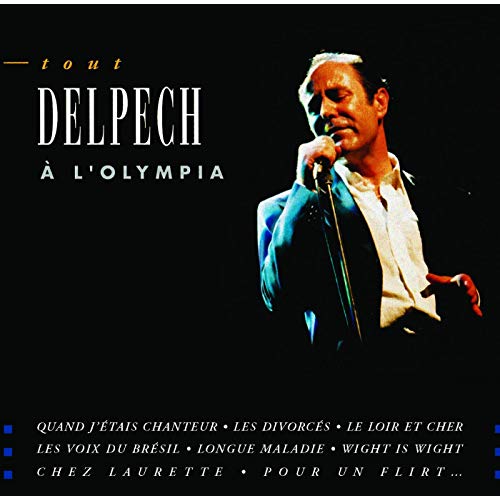 tout
DELPECH
À L'OLYMPIA
QUAND J'ÉTAIS CHANTEUR • LES DIVORCÉS • LE LOIR ET CHER
LES VOIX DU BRÉSIL • LONGUE MALADIE • WIGHT IS WIGHT
CHEZ LAURETTE • POUR UN FLIRT...